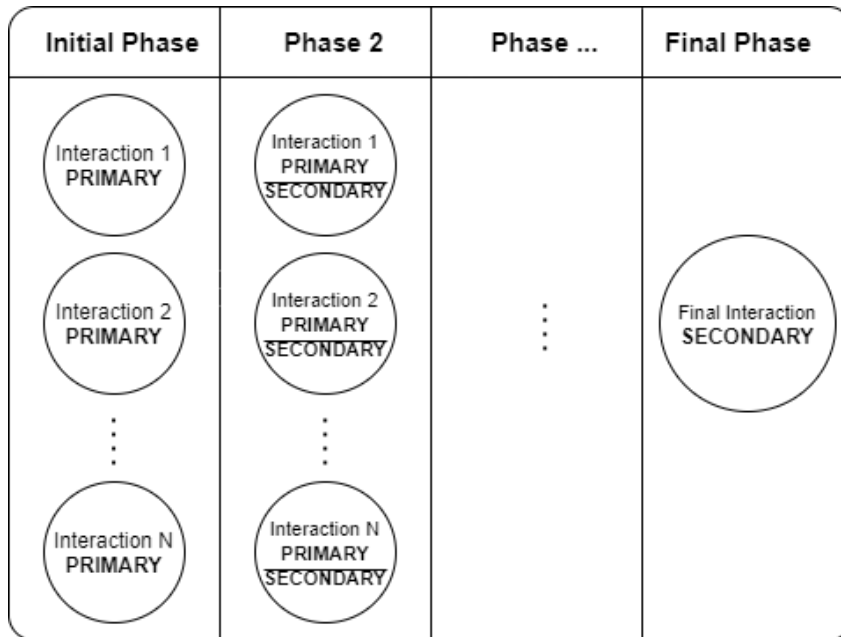 Initial Phase
Phase 2
Phase ...
Final Phase
Interaction 1
PRIMARY
Interaction 2
PRIMARY
Interaction N
PRIMARY
Interaction 1
PRIMARY
SECONDARY
Interaction 2
PRIMARY
SECONDARY
Interaction N
PRIMARY
SECONDARY
Final Interaction
SECONDARY